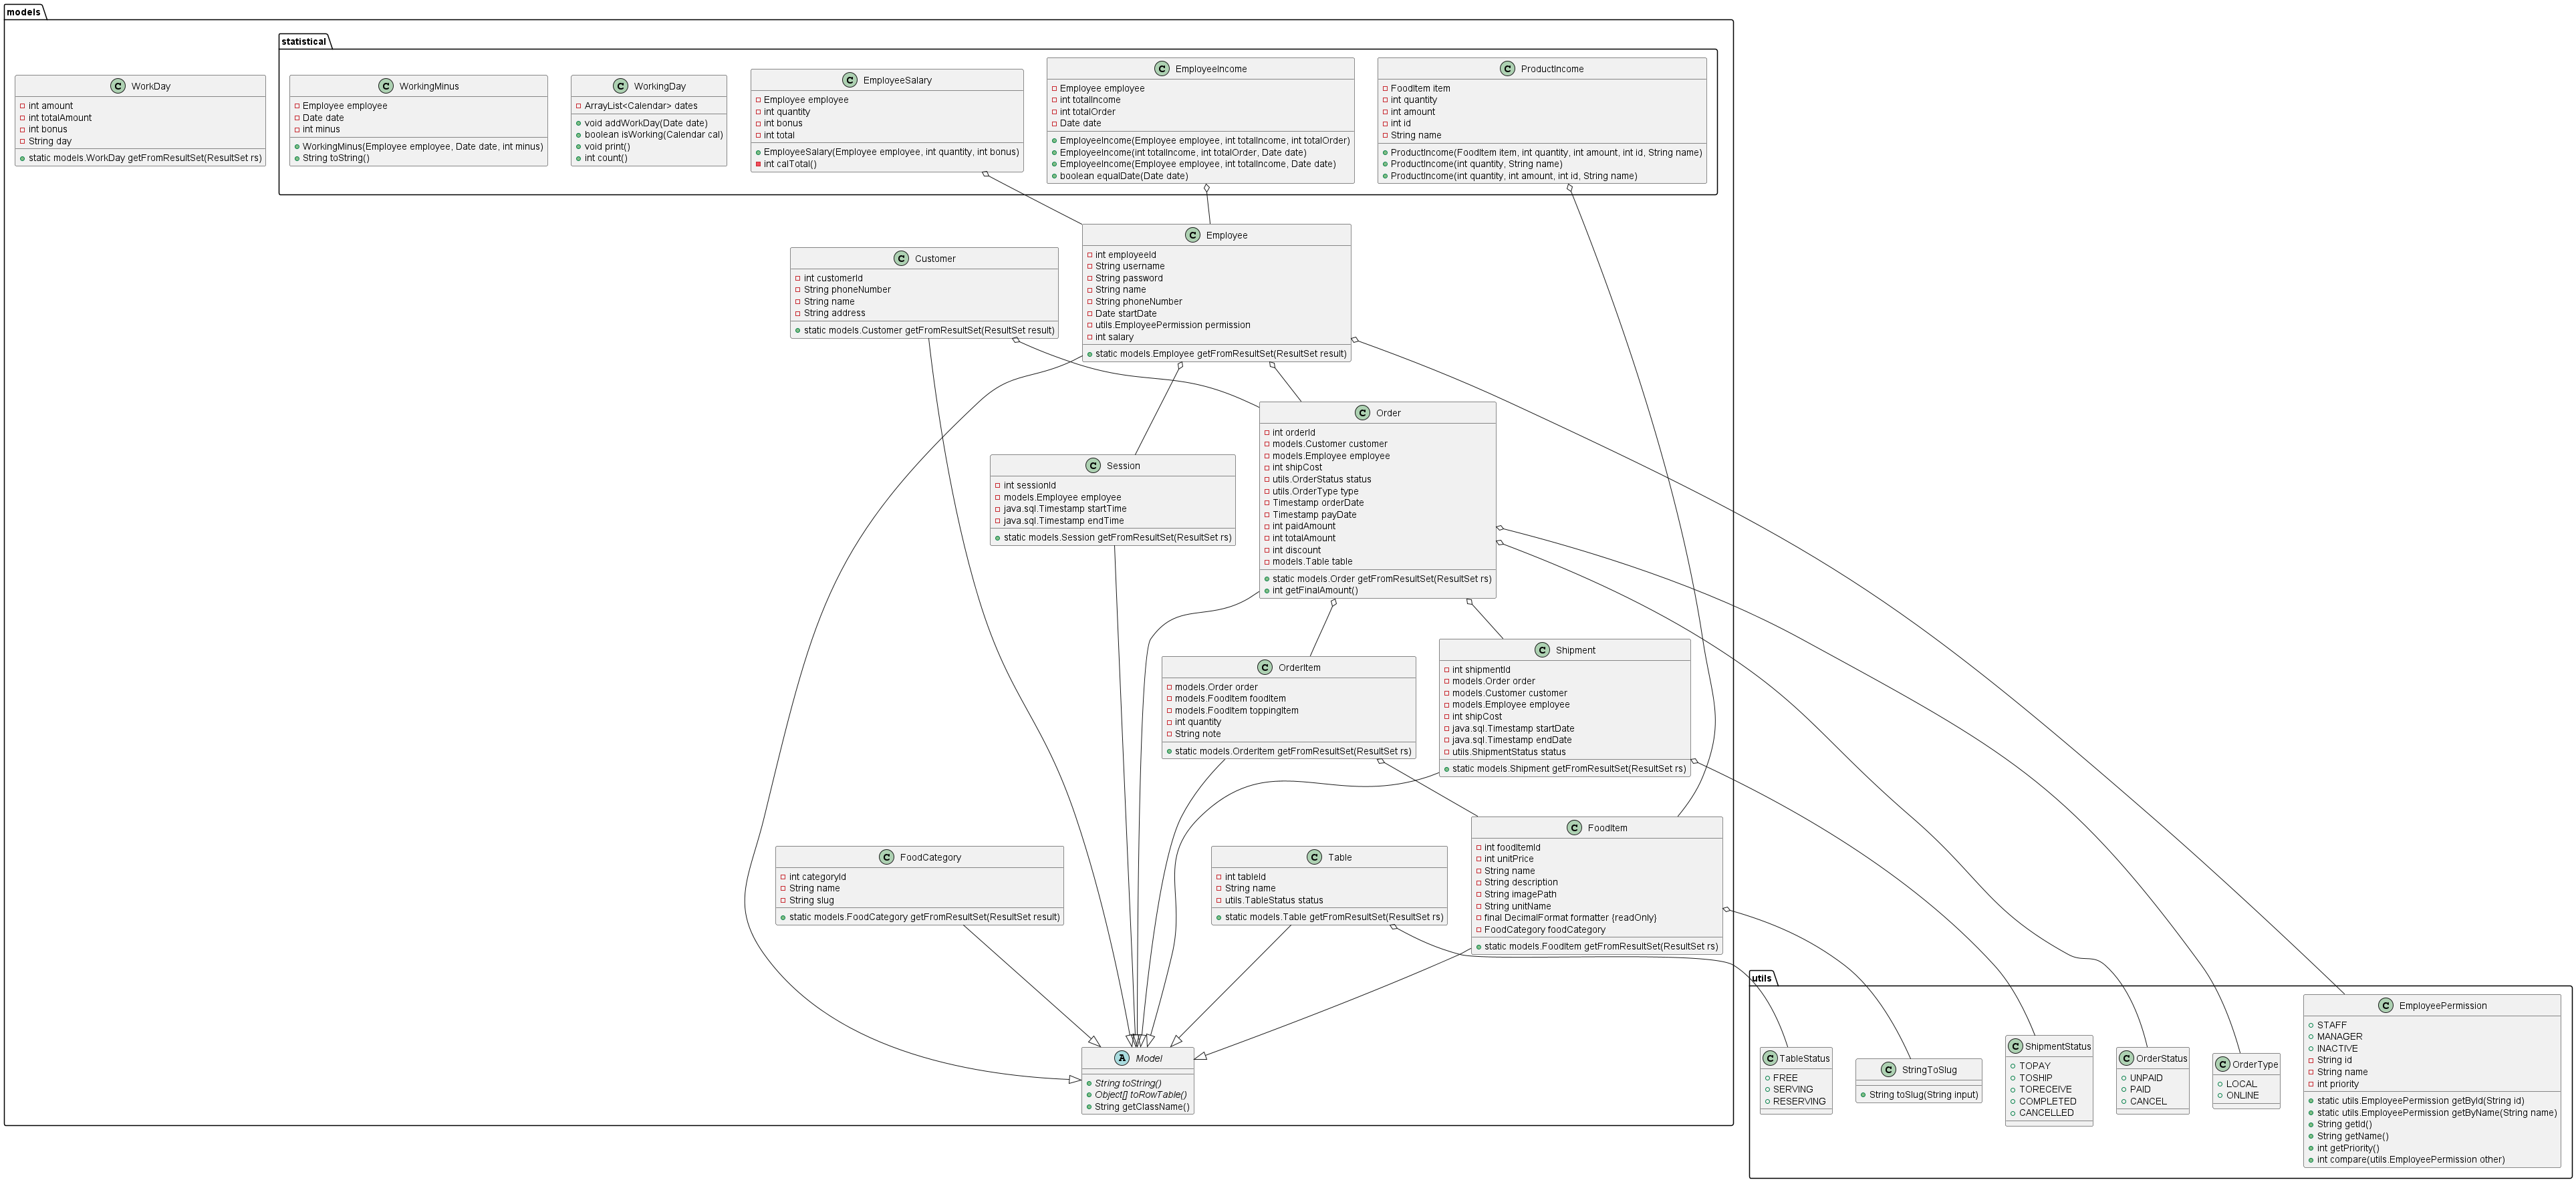 models
statistical
C WorkDay
int amount
int totalAmount
int bonus
String day
static models.WorkDay getFromResultSet(ResultSet rs)
C WorkingMinus
Employee employee
Date date
int minus
WorkingMinus(Employee employee, Date date, int minus)
String toString()
C WorkingDay
ArrayList<Calendar> dates
void addWorkDay(Date date)
boolean isWorking(Calendar cal)
void print()
int count()
C EmployeeSalary
Employee employee
int quantity
int bonus
int total
EmployeeSalary(Employee employee, int quantity, int bonus)
int calTotal()
C EmployeeIncome
Employee employee
int totalIncome
int totalOrder
Date date
EmployeeIncome(Employee employee, int totalIncome, int totalOrder)
EmployeeIncome(int totalIncome, int totalOrder, Date date)
EmployeeIncome(Employee employee, int totalIncome, Date date)
boolean equalDate(Date date)
C ProductIncome
FoodItem item
int quantity
int amount
int id
String name
ProductIncome(FoodItem item, int quantity, int amount, int id, String name)
ProductIncome(int quantity, String name)
ProductIncome(int quantity, int amount, int id, String name)
C Customer
int customerId
String phoneNumber
String name
String address
static models.Customer getFromResultSet(ResultSet result)
C Employee
int employeeId
String username
String password
String name
String phoneNumber
Date startDate
utils.EmployeePermission permission
int salary
static models.Employee getFromResultSet(ResultSet result)
C Session
int sessionId
models.Employee employee
java.sql.Timestamp startTime
java.sql.Timestamp endTime
static models.Session getFromResultSet(ResultSet rs)
C Order
int orderId
models.Customer customer
models.Employee employee
int shipCost
utils.OrderStatus status
utils.OrderType type
Timestamp orderDate
Timestamp payDate
int paidAmount
int totalAmount
int discount
models.Table table
static models.Order getFromResultSet(ResultSet rs)
int getFinalAmount()
C OrderItem
models.Order order
models.FoodItem foodItem
models.FoodItem toppingItem
int quantity
String note
static models.OrderItem getFromResultSet(ResultSet rs)
C Shipment
int shipmentId
models.Order order
models.Customer customer
models.Employee employee
int shipCost
java.sql.Timestamp startDate
java.sql.Timestamp endDate
utils.ShipmentStatus status
static models.Shipment getFromResultSet(ResultSet rs)
C FoodCategory
int categoryId
String name
String slug
static models.FoodCategory getFromResultSet(ResultSet result)
C Table
int tableId
String name
utils.TableStatus status
static models.Table getFromResultSet(ResultSet rs)
C FoodItem
int foodItemId
int unitPrice
String name
String description
String imagePath
String unitName
final DecimalFormat formatter {readOnly}
FoodCategory foodCategory
static models.FoodItem getFromResultSet(ResultSet rs)
A Model
String toString()
Object[] toRowTable()
String getClassName()
utils
C TableStatus
FREE
SERVING
RESERVING
C StringToSlug
String toSlug(String input)
C ShipmentStatus
TOPAY
TOSHIP
TORECEIVE
COMPLETED
CANCELLED
C OrderStatus
UNPAID
PAID
CANCEL
C OrderType
LOCAL
ONLINE
C EmployeePermission
STAFF
MANAGER
INACTIVE
String id
String name
int priority
static utils.EmployeePermission getById(String id)
static utils.EmployeePermission getByName(String name)
String getId()
String getName()
int getPriority()
int compare(utils.EmployeePermission other)